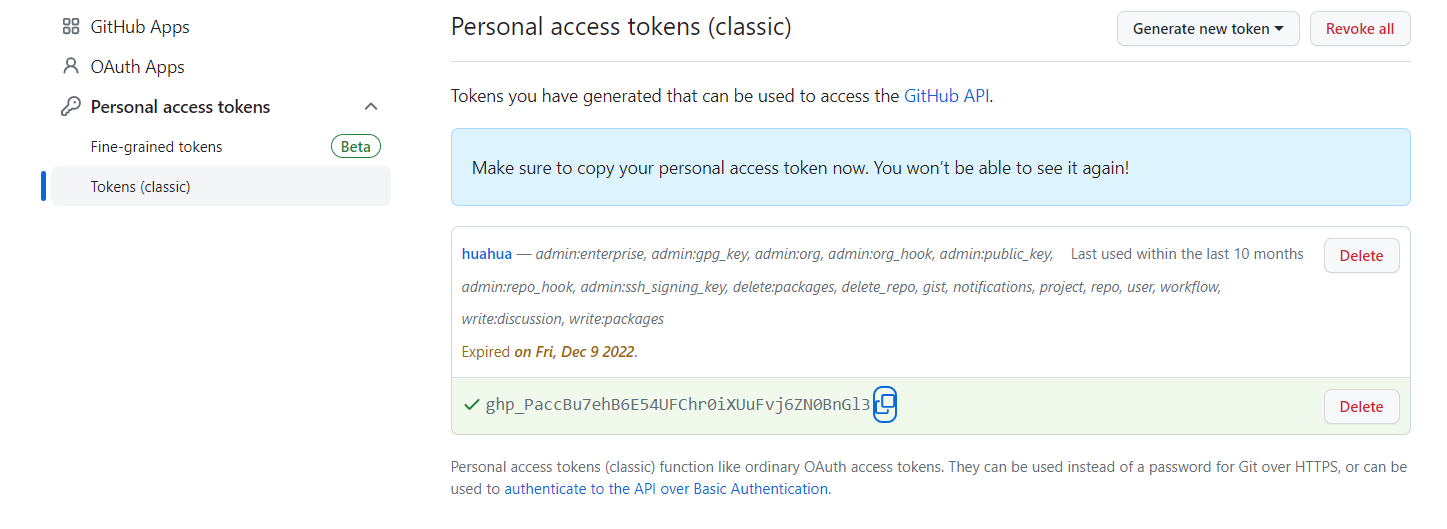 GitHub Apps
OAuth Apps
Personal access tokens
Fine-grained tokens
Beta
Tokens (classic)
Personal access tokens (classic)
Generate new token
Revoke all
Tokens you have generated that can be used to access the GitHub API.
Make sure to copy your personal access token now. You won't be able to see it again!
huahua — admin:enterprise, admin:gpg_key, admin:org, admin:org_hook, admin:public_key,
Last used within the last 10 months
Delete
admin:repo_hook, admin:ssh_signing_key, delete:packages, delete_repo, gist, notifications, project, repo, user, workflow,
write:discussion, write:packages
Expired on Fri, Dec 9 2022.
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
Delete
Personal access tokens (classic) function like ordinary OAuth access tokens. They can be used instead of a password for Git over HTTPS, or can be
used to authenticate to the API over Basic Authentication.